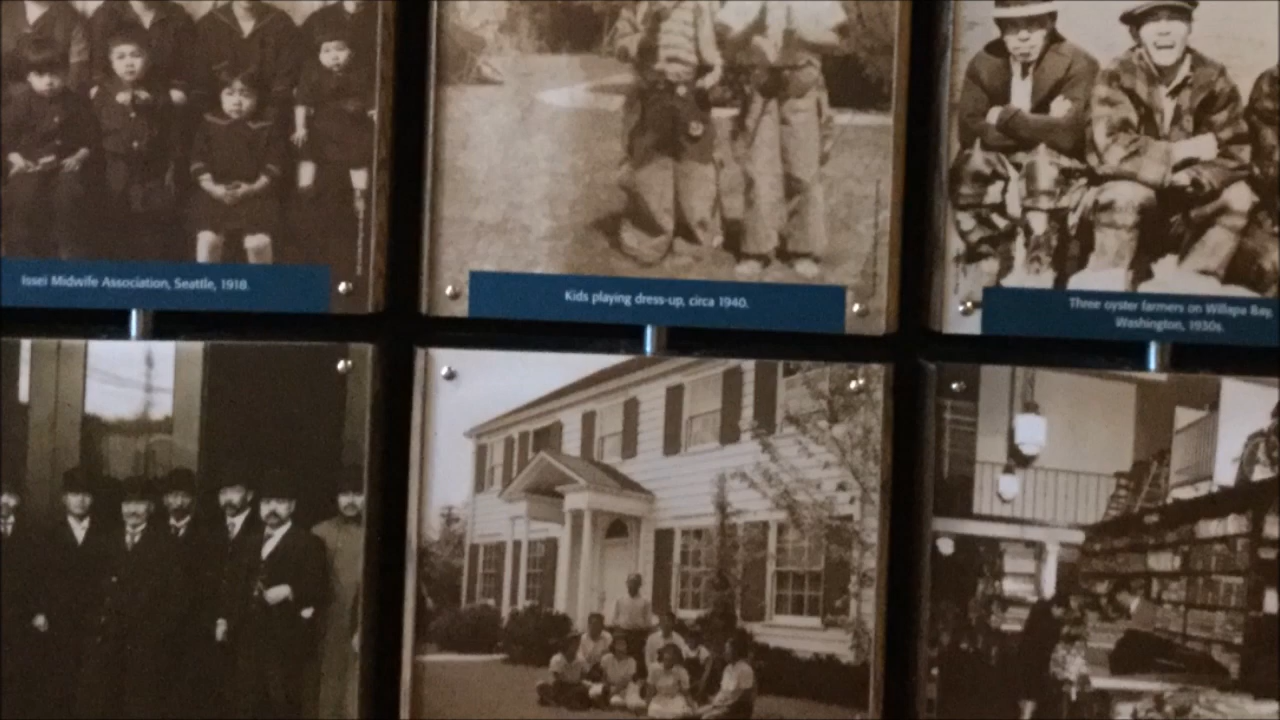 Issei Midwife Association, Seattle, 1918.
Kids playing dress-up, circa 1940.
Three oyster farmers on Willapa Bay,
Washington, 1930s.